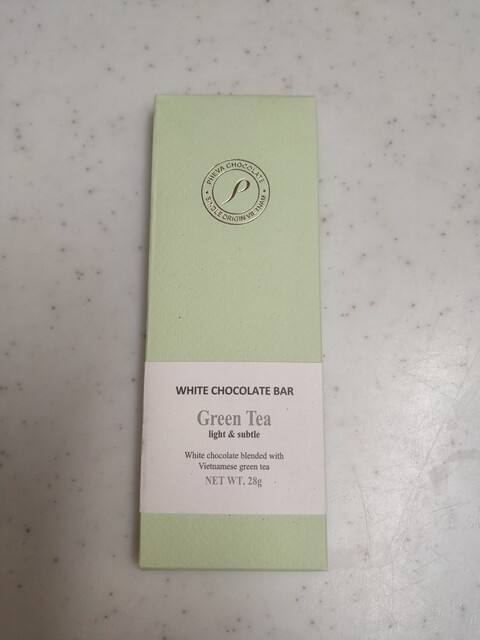 PHEVA CHOCOLATE
P
SINGLE ORIGIN VIETNAM
WHITE CHOCOLATE BAR
Green Tea
light & subtle
White chocolate blended with
Vietnamese green tea
NET WT. 28g